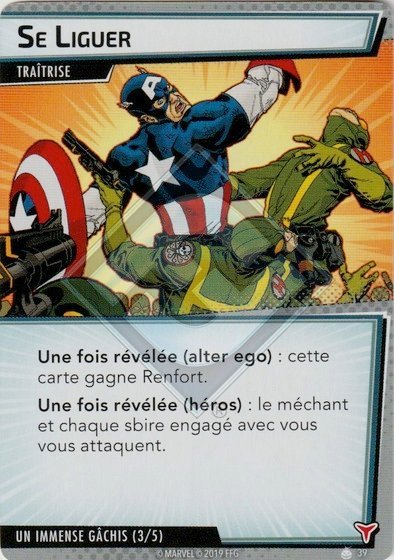 Se Liguer
TRAÎTRISE
Une fois révélée (alter ego) : cette
carte gagne Renfort.
Une fois révélée (héros) : le méchant
et chaque sbire engagé avec vous
vous attaquent.
UN IMMENSE GÂCHIS (3/5)
© MARVEL © 2019 FFG
39